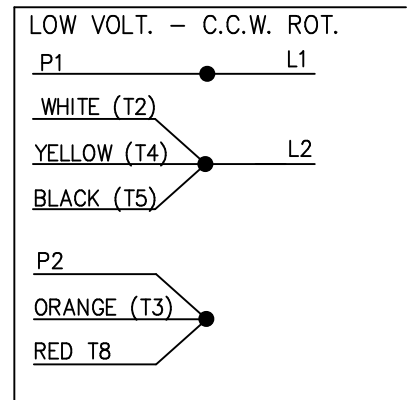 LOW VOLT. – C.C.W. ROT.
P1 L1
WHITE (T2)
YELLOW (T4) L2
BLACK (T5)
P2
ORANGE (T3)
RED T8